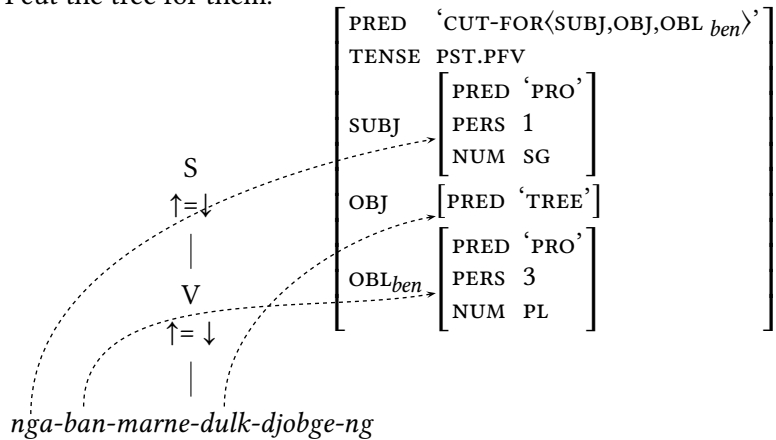 I cut the tree for them.
PRED ‘CUT-FOR⟨SUBJ,OBJ,OBL ben⟩’
TENSE PST.PFV
SUBJ
PRED ‘PRO’
PERS 1
NUM SG
OBJ
PRED ‘TREE’
OBLben
PRED ‘PRO’
PERS 3
NUM PL
S
↑=↓
V
↑= ↓
nga-ban-marne-dulk-djobge-ng